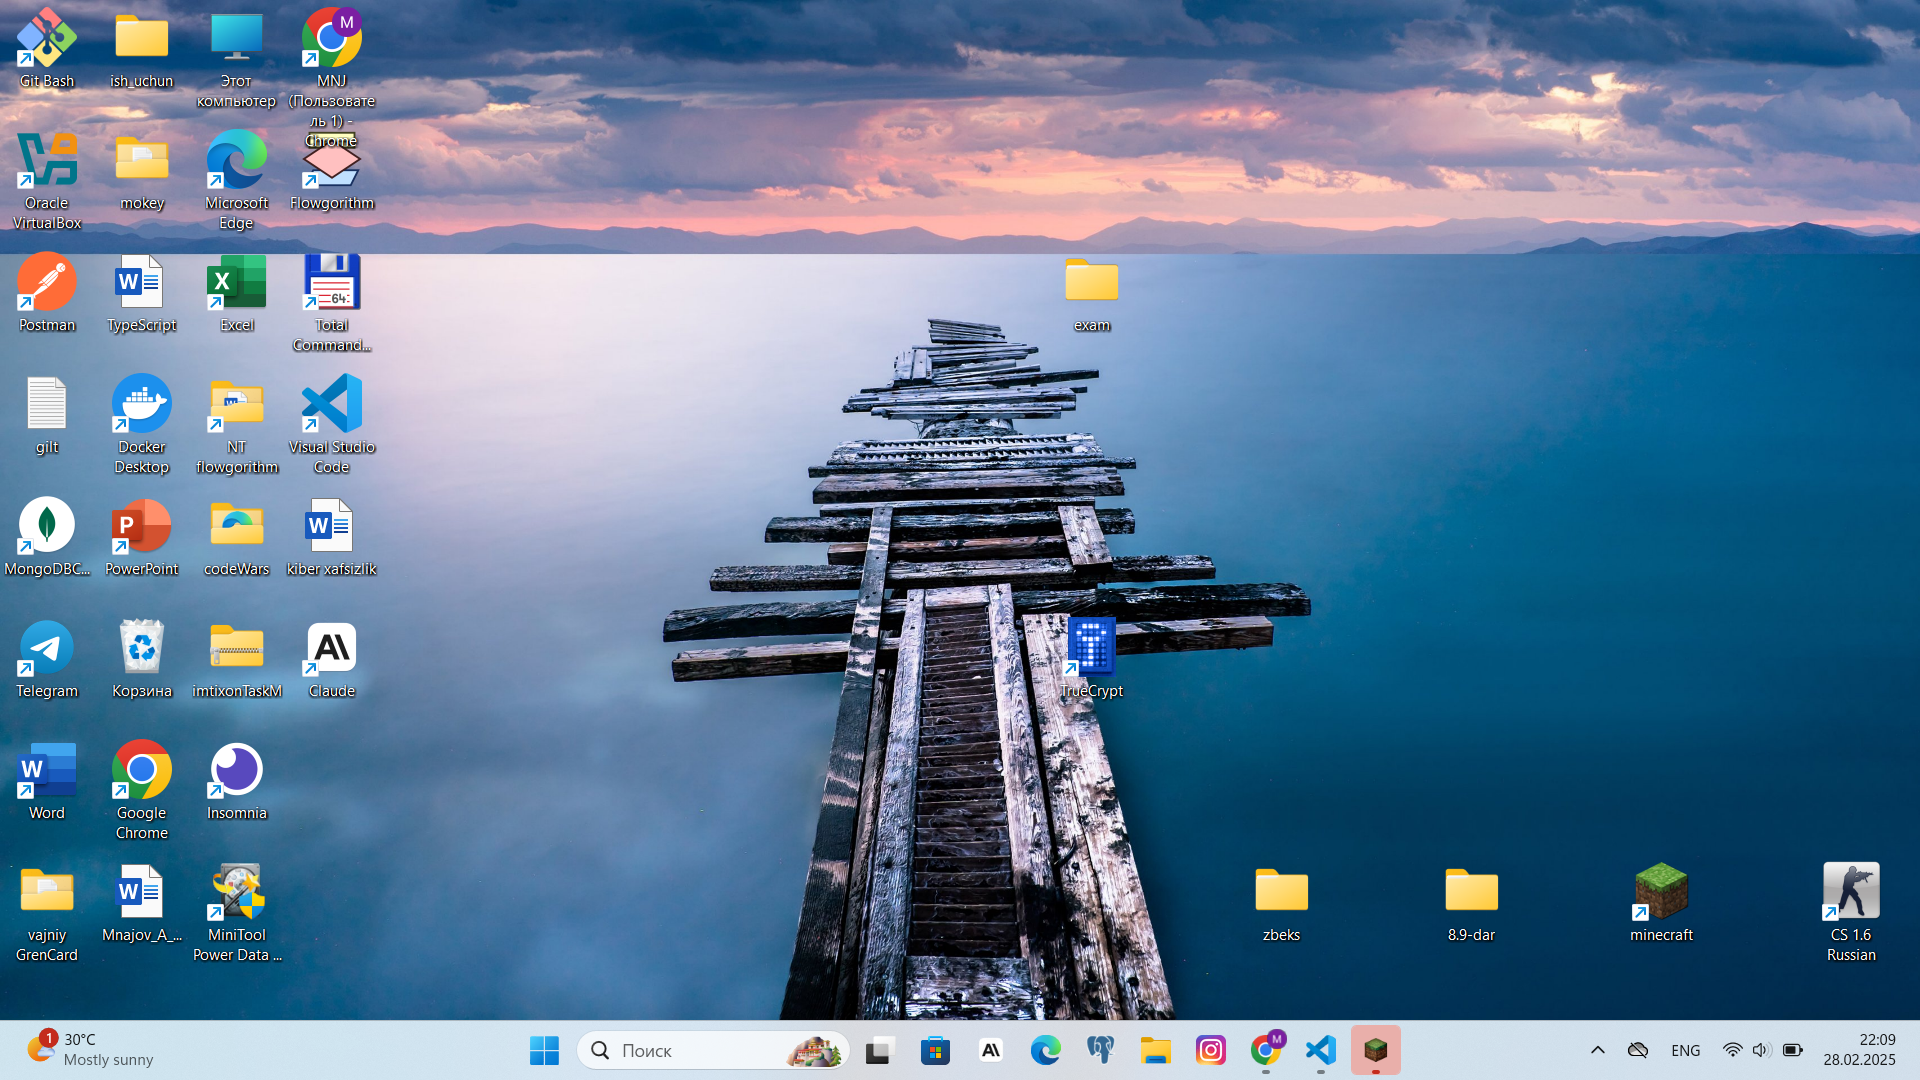 Git Bash
ish_uchun
Этот
компьютер
M
MNJ
(Пользовате
ль 1) -
Chrome
Oracle
VirtualBox
mokey
Microsoft
Edge
Flowgorithm
Postman
TypeScript
Excel
64
Total
Command...
exam
gilt
Docker
Desktop
NT
flowgorithm
Visual Studio
Code
MongoDBC...
PowerPoint
codeWars
kiber xafsizlik
Telegram
Корзина
imtixonTaskM
Claude
TrueCrypt
Word
Google
Chrome
Insomnia
vajniy
GrenCard
Mnajov_A_...
MiniTool
Power Data ...
zbeks
8.9-dar
minecraft
CS 1.6
Russian
1
30°C
Mostly sunny
Поиск
M
ENG
22:09
28.02.2025